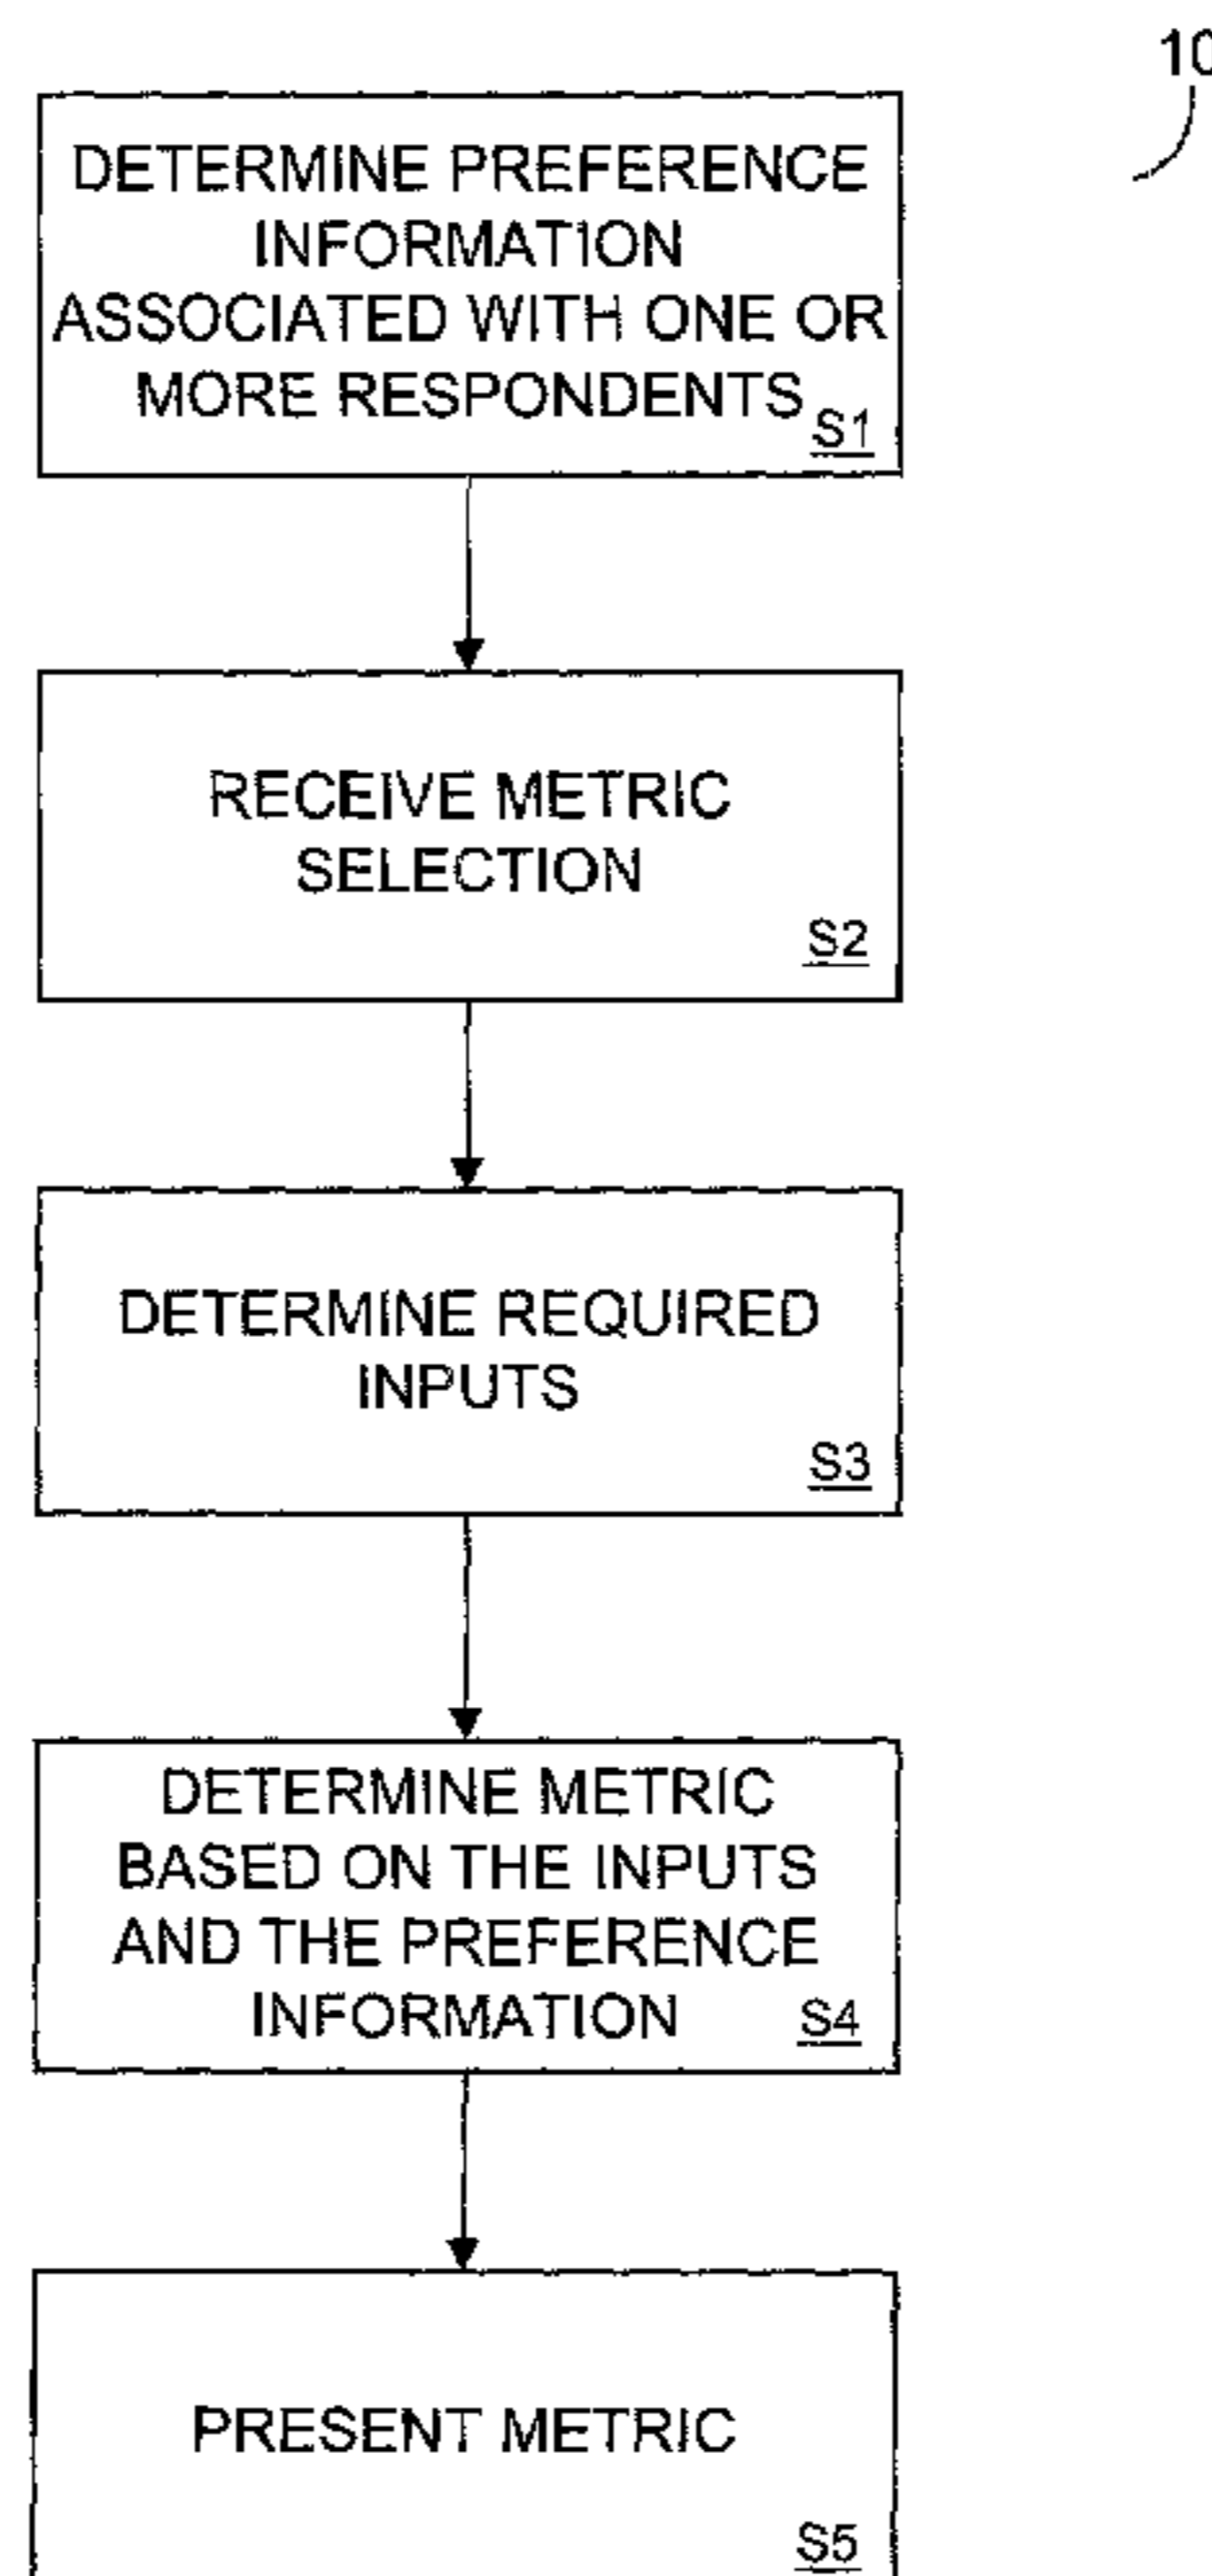 10
DETERMINE PREFERENCE
INFORMATION
ASSOCIATED WITH ONE OR
MORE RESPONDENTS
S1
RECEIVE METRIC
SELECTION
S2
DETERMINE REQUIRED
INPUTS
S3
DETERMINE METRIC
BASED ON THE INPUTS
AND THE PREFERENCE
INFORMATION
S4
PRESENT METRIC
S5